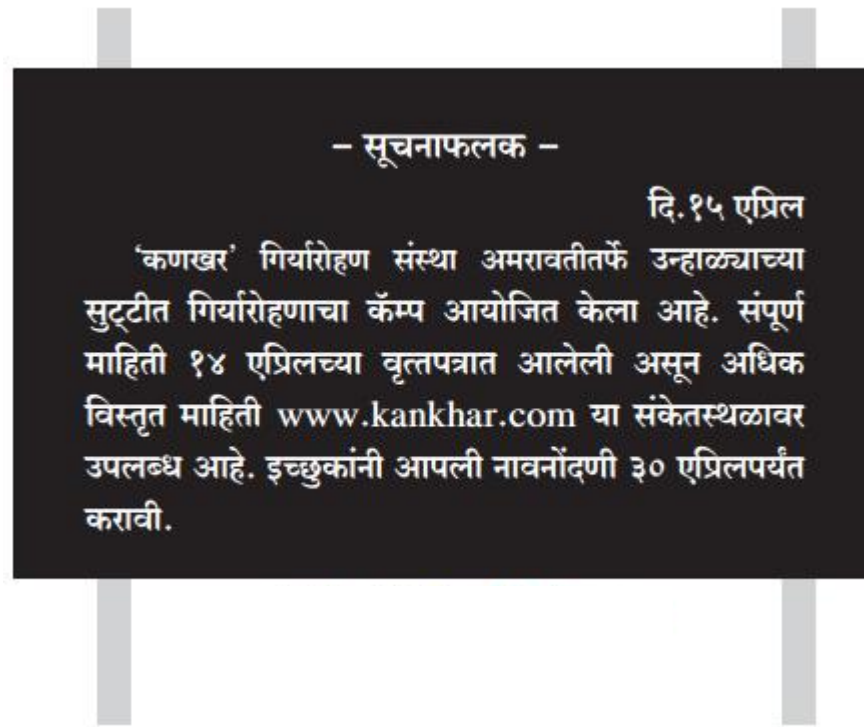 – सूचनाफलक –
दि.१५ एप्रिल
‘कणखर’ गिर्यारोहण संस्था अमरावतीतर्फे उन्हाळ्याच्या
सुट्टीत गिर्यारोहणाचा कॅम्प आयोजित केला आहे. संपूर्ण
माहिती १४ एप्रिलच्या वृत्तपत्रात आलेली असून अधिक
विस्तृत माहिती www.kankhar.com या संकेतस्थळावर
उपलब्ध आहे. इच्छुकांनी आपली नावनोंदणी ३० एप्रिलपर्यंत
करावी.